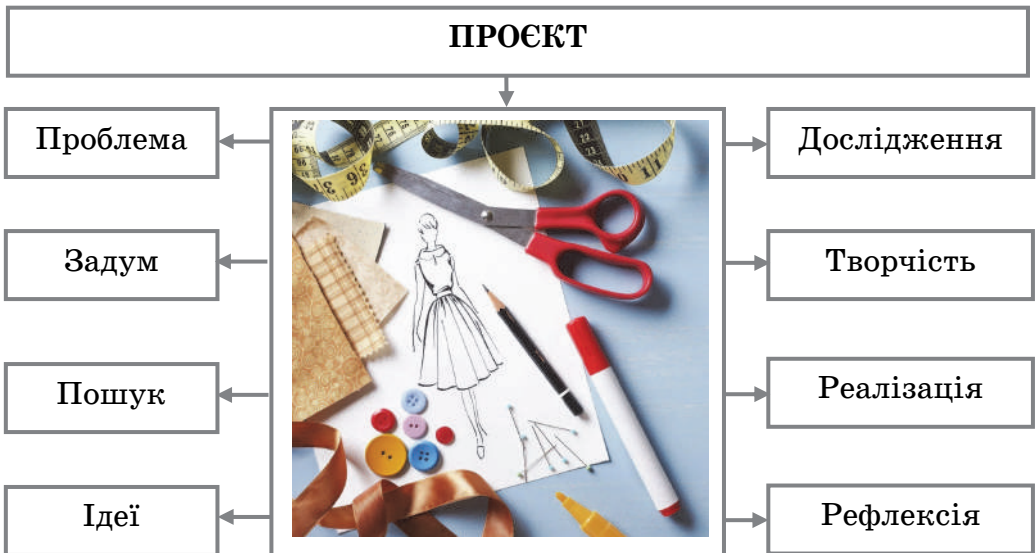 ПРОЄКТ
Проблема
Дослідження
Задум
Творчість
Пошук
Реалізація
Ідеї
Рефлексія